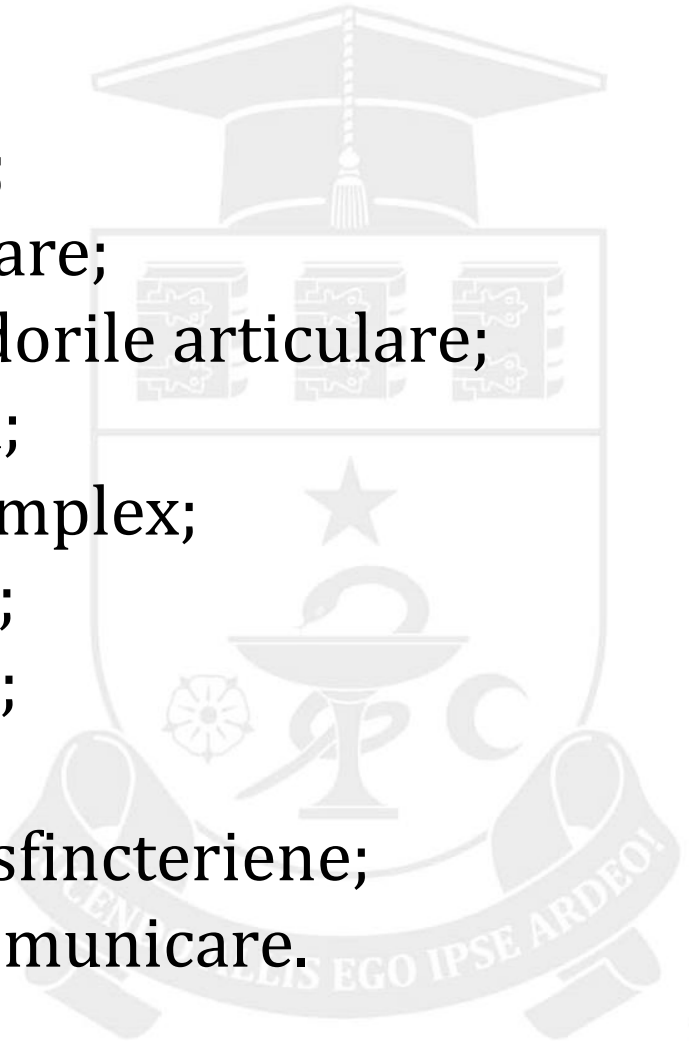 ;
are;
dorile articulare;
;
mplex;
;
;
sfincteriene;
municare.
EGO IPSE ARDEO!